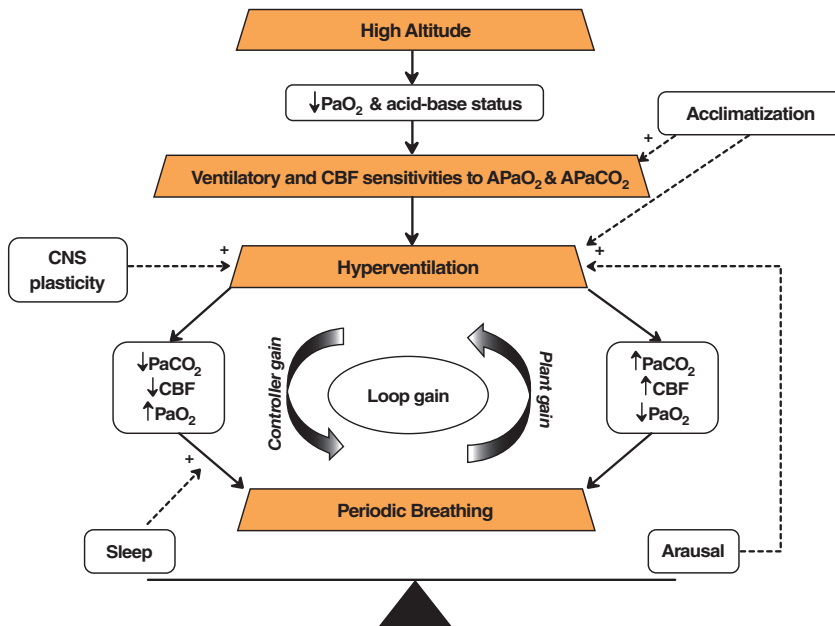 High Altitude
↓PaO₂ & acid-base status
Acclimatization
+
Ventilatory and CBF sensitivities to APaO₂ & APaCO₂
CNS
plasticity
+
+
Hyperventilation
↓PaCO₂
↓CBF
↑PaO₂
Controller gain
Loop gain
Plant gain
↑PaCO₂
↑CBF
↓PaO₂
+
Periodic Breathing
Sleep
Arausal